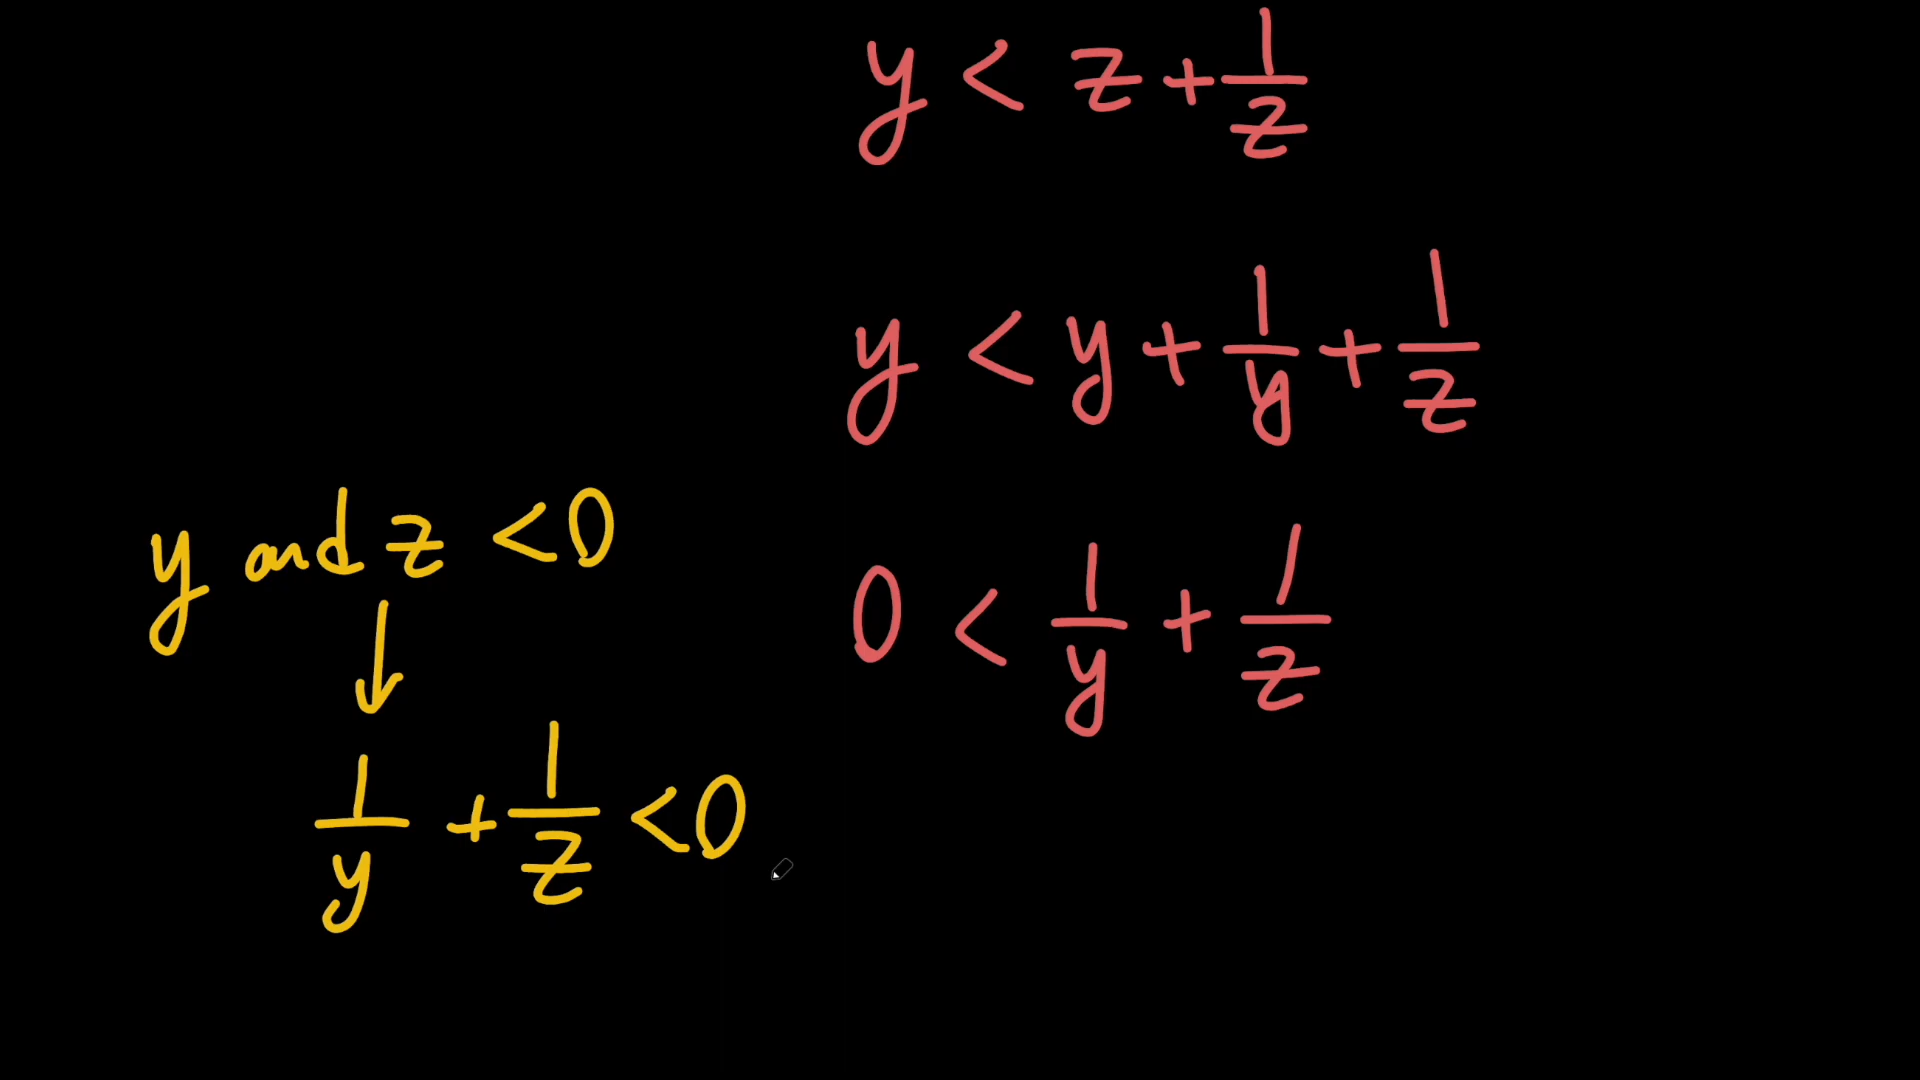 y < z + 1/z
y < y + 1/y + 1/z
y and z < 0
0 < 1/y + 1/z
↓
1/y + 1/z < 0